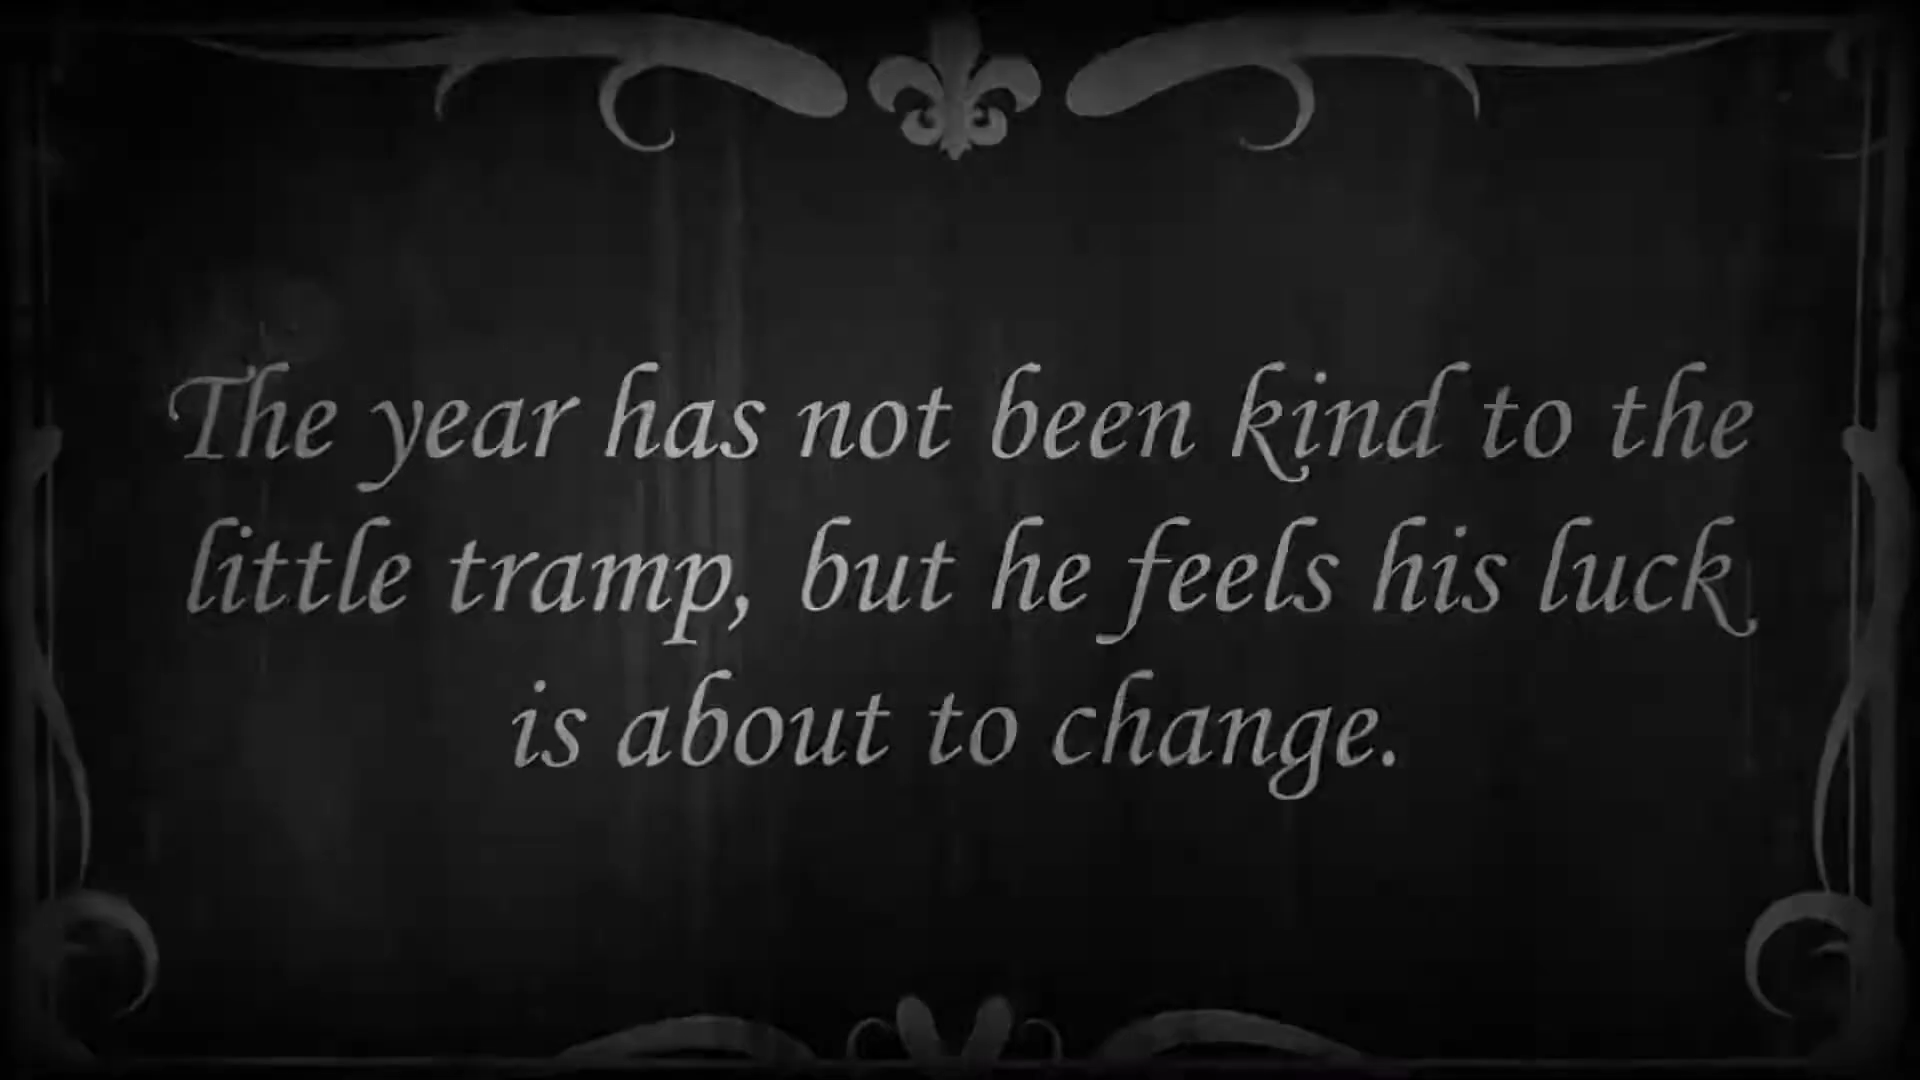 The year has not been kind to the
little tramp, but he feels his luck
is about to change.